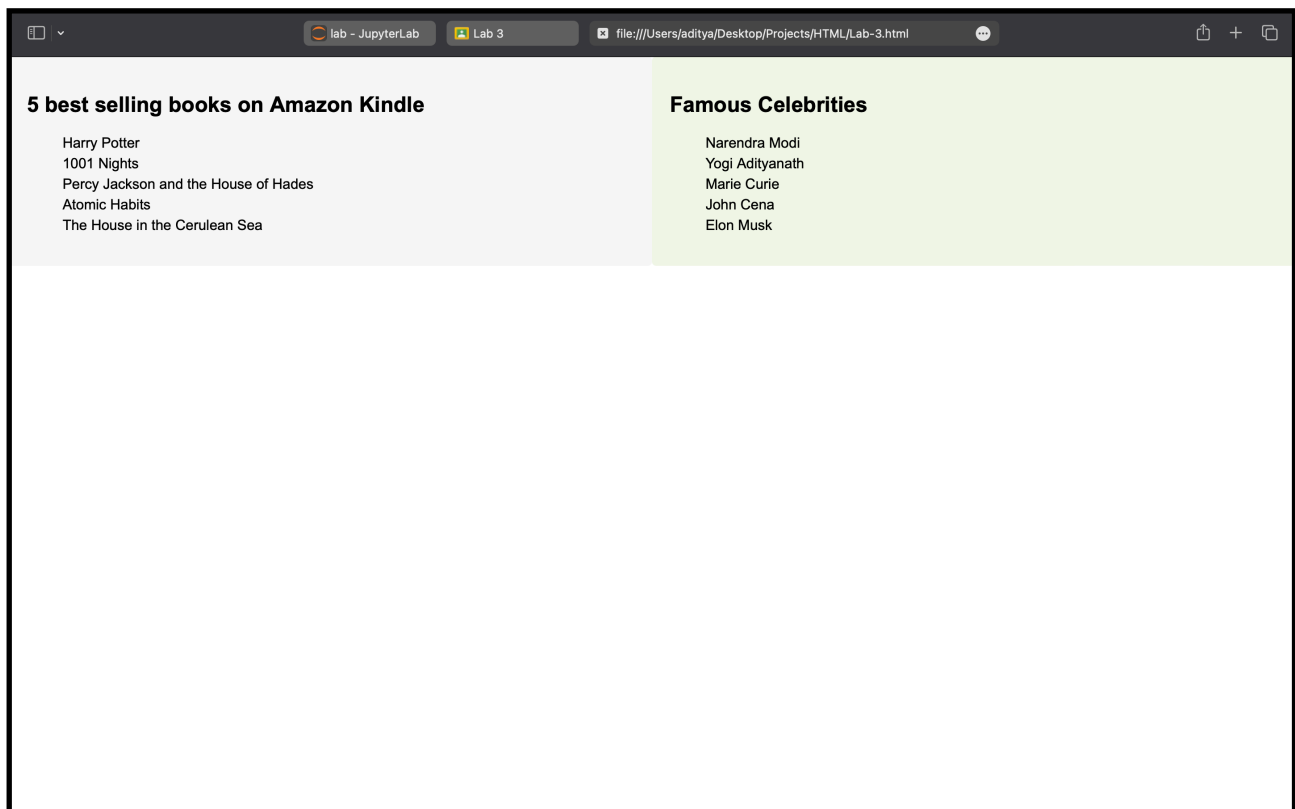 lab - JupyterLab
Lab 3
file:///Users/aditya/Desktop/Projects/HTML/Lab-3.html
5 best selling books on Amazon Kindle
Harry Potter
1001 Nights
Percy Jackson and the House of Hades
Atomic Habits
The House in the Cerulean Sea
Famous Celebrities
Narendra Modi
Yogi Adityanath
Marie Curie
John Cena
Elon Musk